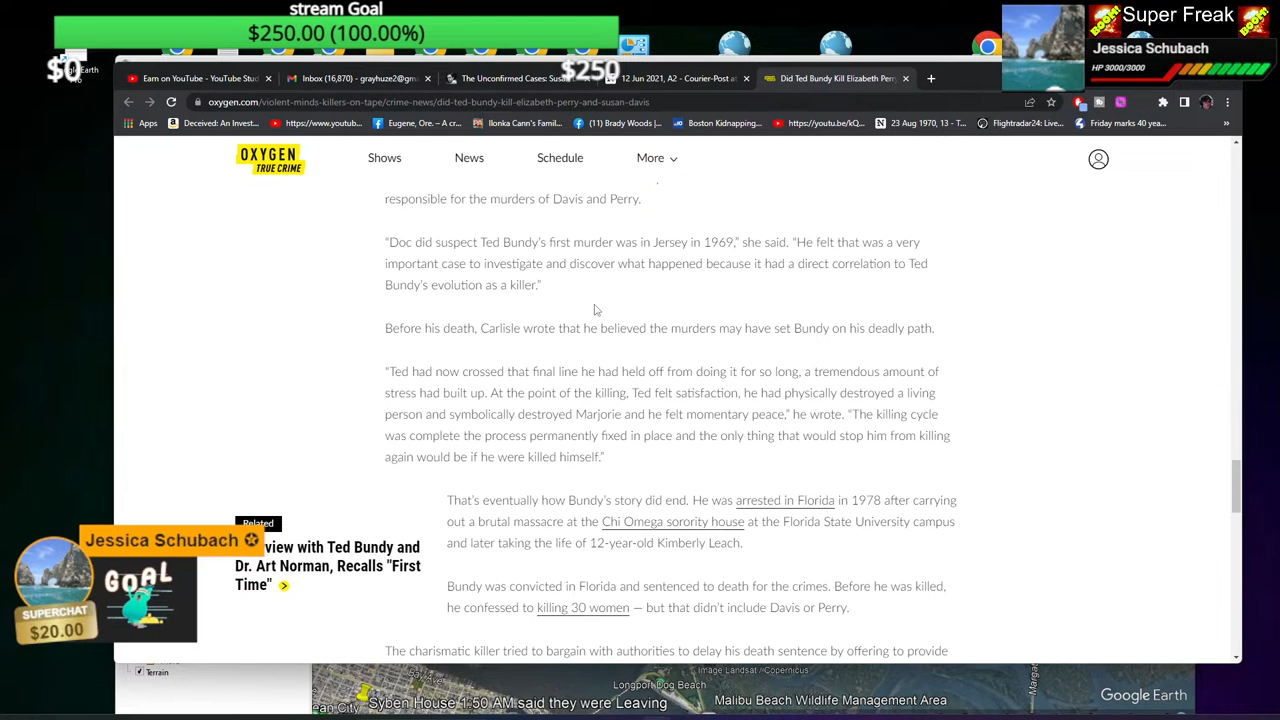 stream Goal
$250.00 (100.00%)
$0
$250
Super Freak
BOOM!
BOOM!
Jessica Schubach
HP 3000/3000
Earn on YouTube - YouTube Stud
Inbox (16,870) - grayhuze2@gma
The Unconfirmed Cases: Susa
12 Jun 2021, A2 - Courier-Post at
Did Ted Bundy Kill Elizabeth Perr
oxygen.com/violent-minds-killers-on-tape/crime-news/did-ted-bundy-kill-elizabeth-perry-and-susan-davis
Apps
Deceived: An Invest...
https://www.youtub...
Eugene, Ore. – A cr...
Ilonka Cann's Famil...
(11) Brady Woods |...
Boston Kidnapping...
https://youtu.be/kQ...
23 Aug 1970, 13 - T...
Flightradar24: Live...
Friday marks 40 yea...
OXYGEN
TRUE CRIME
Shows
News
Schedule
More
responsible for the murders of Davis and Perry.
“Doc did suspect Ted Bundy’s first murder was in Jersey in 1969,” she said. “He felt that was a very
important case to investigate and discover what happened because it had a direct correlation to Ted
Bundy’s evolution as a killer.”
Before his death, Carlisle wrote that he believed the murders may have set Bundy on his deadly path.
“Ted had now crossed that final line he had held off from doing it for so long, a tremendous amount of
stress had built up. At the point of the killing, Ted felt satisfaction, he had physically destroyed a living
person and symbolically destroyed Marjorie and he felt momentary peace,” he wrote. “The killing cycle
was complete the process permanently fixed in place and the only thing that would stop him from killing
again would be if he were killed himself.”
That’s eventually how Bundy’s story did end. He was arrested in Florida in 1978 after carrying
out a brutal massacre at the Chi Omega sorority house at the Florida State University campus
and later taking the life of 12-year-old Kimberly Leach.
Related
view with Ted Bundy and
Dr. Art Norman, Recalls "First
Time"
Bundy was convicted in Florida and sentenced to death for the crimes. Before he was killed,
he confessed to killing 30 women — but that didn’t include Davis or Perry.
The charismatic killer tried to bargain with authorities to delay his death sentence by offering to provide
Jessica Schubach
GOAL
SUPERCHAT
$20.00
Terrain
Image Landsat / Copernicus
Longport Dog Beach
Syben House 1:50 AM said they were Leaving
Malibu Beach Wildlife Management Area
Google Earth